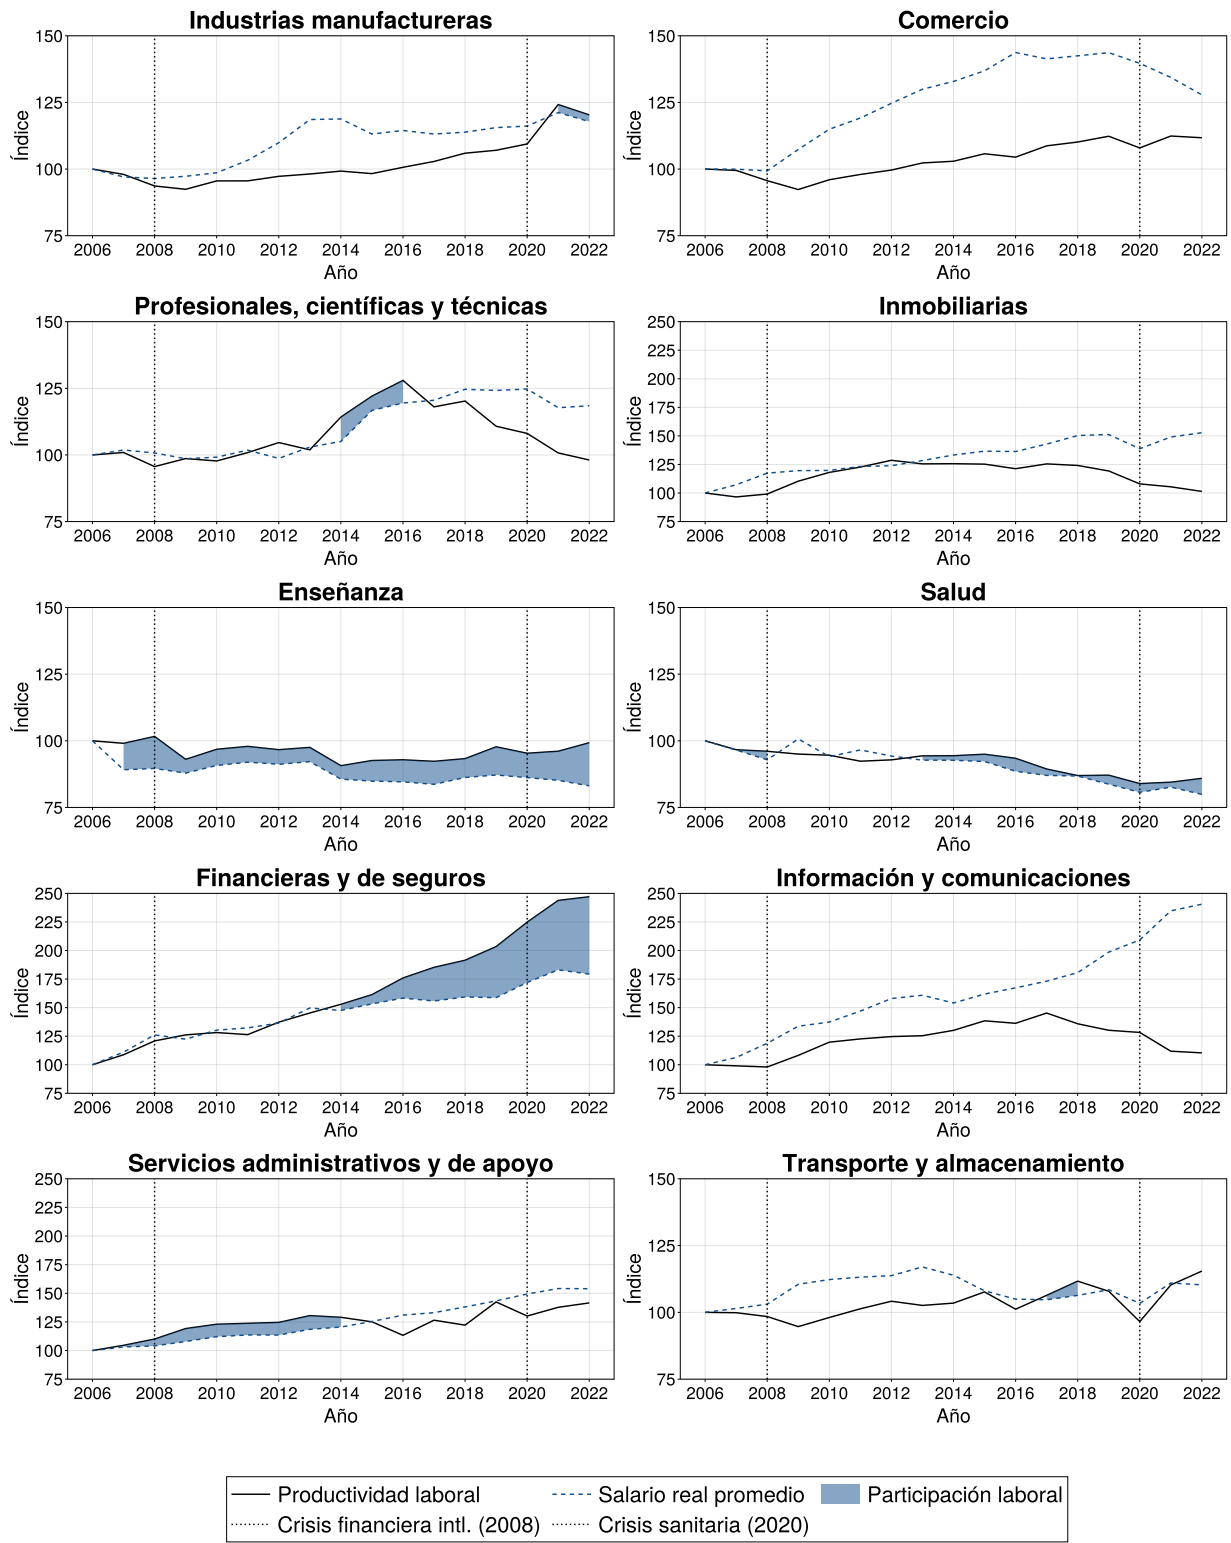 Industrias manufactureras
Índice
150
125
100
75
2006 2008 2010 2012 2014 2016 2018 2020 2022
Año
Comercio
Índice
150
125
100
75
2006 2008 2010 2012 2014 2016 2018 2020 2022
Año
Profesionales, científicas y técnicas
Índice
150
125
100
75
2006 2008 2010 2012 2014 2016 2018 2020 2022
Año
Inmobiliarias
Índice
250
225
200
175
150
125
100
75
2006 2008 2010 2012 2014 2016 2018 2020 2022
Año
Enseñanza
Índice
150
125
100
75
2006 2008 2010 2012 2014 2016 2018 2020 2022
Año
Salud
Índice
150
125
100
75
2006 2008 2010 2012 2014 2016 2018 2020 2022
Año
Financieras y de seguros
Índice
250
225
200
175
150
125
100
75
2006 2008 2010 2012 2014 2016 2018 2020 2022
Año
Información y comunicaciones
Índice
250
225
200
175
150
125
100
75
2006 2008 2010 2012 2014 2016 2018 2020 2022
Año
Servicios administrativos y de apoyo
Índice
250
225
200
175
150
125
100
75
2006 2008 2010 2012 2014 2016 2018 2020 2022
Año
Transporte y almacenamiento
Índice
150
125
100
75
2006 2008 2010 2012 2014 2016 2018 2020 2022
Año
Productividad laboral Salario real promedio Participación laboral
Crisis financiera intl. (2008) Crisis sanitaria (2020)